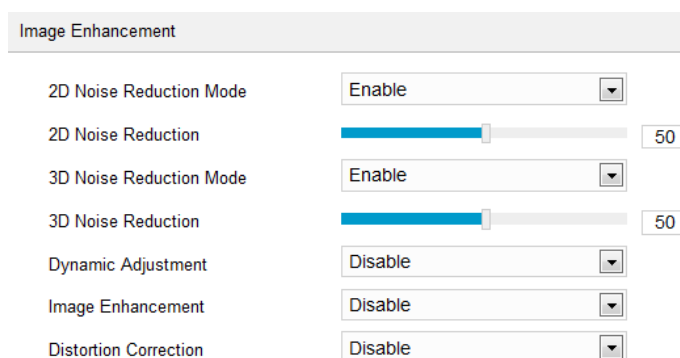 Image Enhancement
2D Noise Reduction Mode Enable
2D Noise Reduction 50
3D Noise Reduction Mode Enable
3D Noise Reduction 50
Dynamic Adjustment Disable
Image Enhancement Disable
Distortion Correction Disable